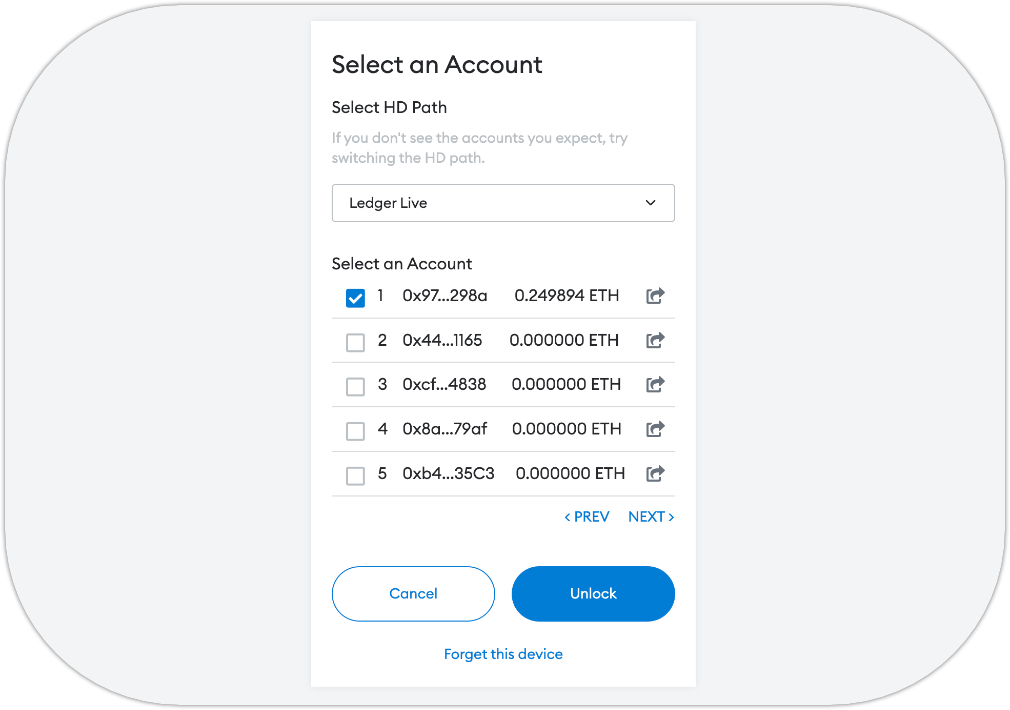 Select an Account
Select HD Path
If you don't see the accounts you expect, try
switching the HD path.
Ledger Live
Select an Account
1 0x97...298a 0.249894 ETH
2 0x44...1165 0.000000 ETH
3 0xcf...4838 0.000000 ETH
4 0x8a...79af 0.000000 ETH
5 0xb4...35C3 0.000000 ETH
< PREV NEXT >
Cancel Unlock
Forget this device